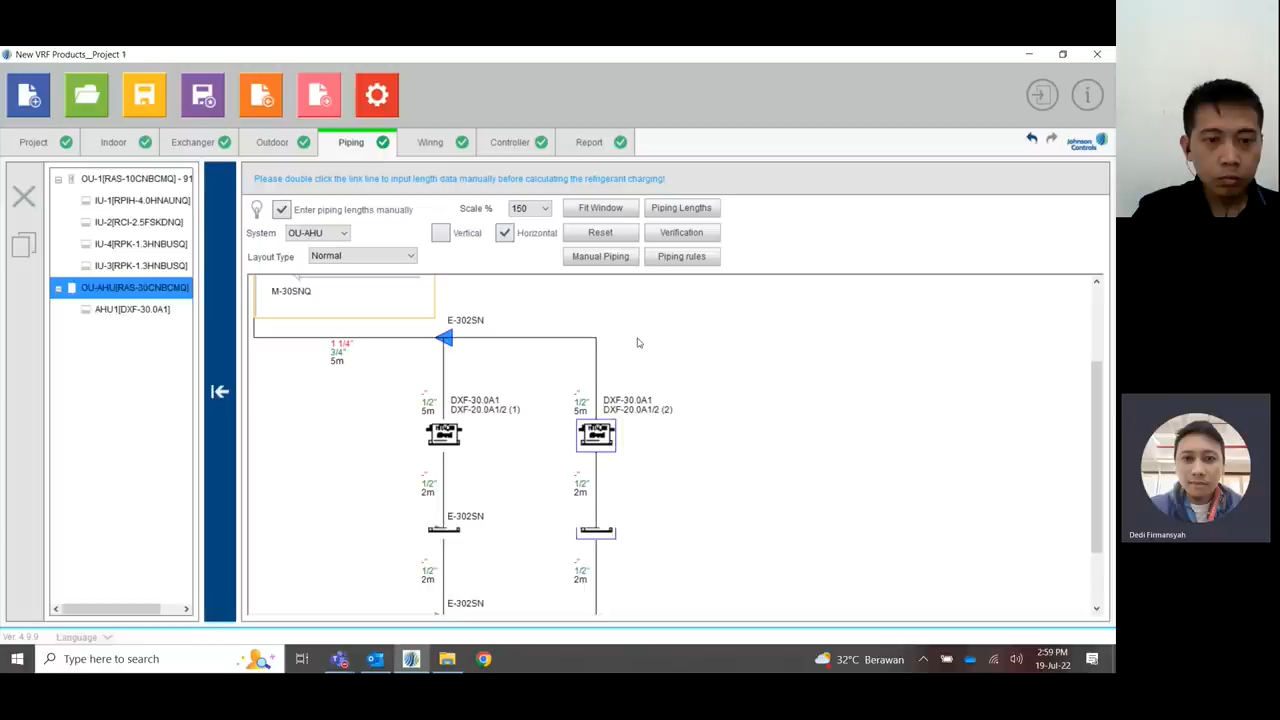 New VRF Products__Project 1
Project
Indoor
Exchanger
Outdoor
Piping
Wiring
Controller
Report
Johnson Controls
OU-1[RAS-10CNBCMQ] - 91
IU-1[RPIH-4.0HNAUNQ]
IU-2[RCI-2.5FSKDNQ]
IU-4[RPK-1.3HNBUSQ]
IU-3[RPK-1.3HNBUSQ]
OU-AHU[RAS-30CNBCMQ]
AHU1[DXF-30.0A1]
Please double click the link line to input length data manually before calculating the refrigerant charging!
Enter piping lengths manually
Scale %
150
Fit Window
Piping Lengths
System
OU-AHU
Vertical
Horizontal
Reset
Verification
Layout Type
Normal
Manual Piping
Piping rules
M-30SNQ
E-302SN
1 1/4"
3/4"
5m
-"
1/2"
5m
DXF-30.0A1
DXF-20.0A1/2 (1)
-"
1/2"
5m
DXF-30.0A1
DXF-20.0A1/2 (2)
-"
1/2"
2m
-"
1/2"
2m
E-302SN
-"
1/2"
2m
-"
1/2"
2m
E-302SN
Dedi Firmansyah
Ver. 4.9.9
Language
Type here to search
32°C Berawan
2:59 PM
19-Jul-22